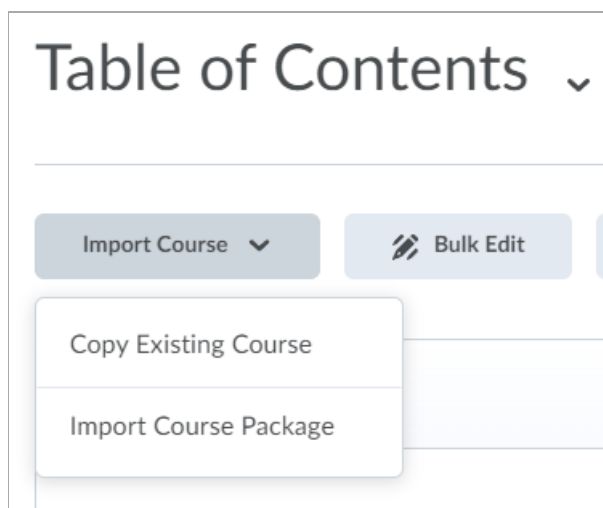 Table of Contents
Import Course
Bulk Edit
Copy Existing Course
Import Course Package